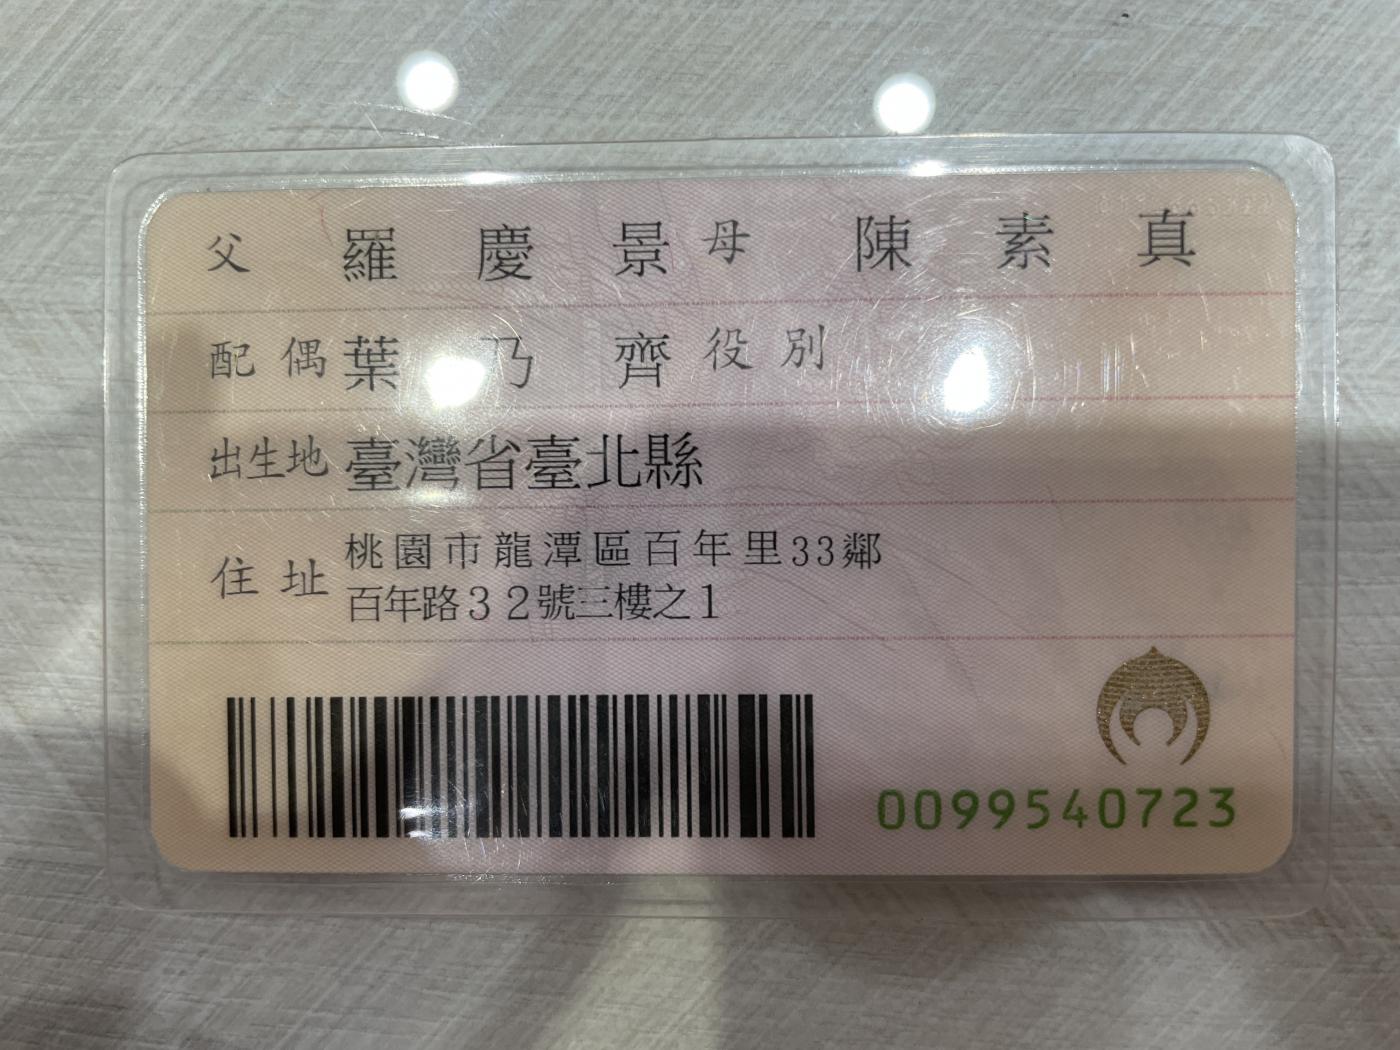 父 羅慶景 母 陳素真
配偶 葉乃齊 役別
出生地 臺灣省臺北縣
住址 桃園市龍潭區百年里33鄰
百年路32號三樓之1
0099540723